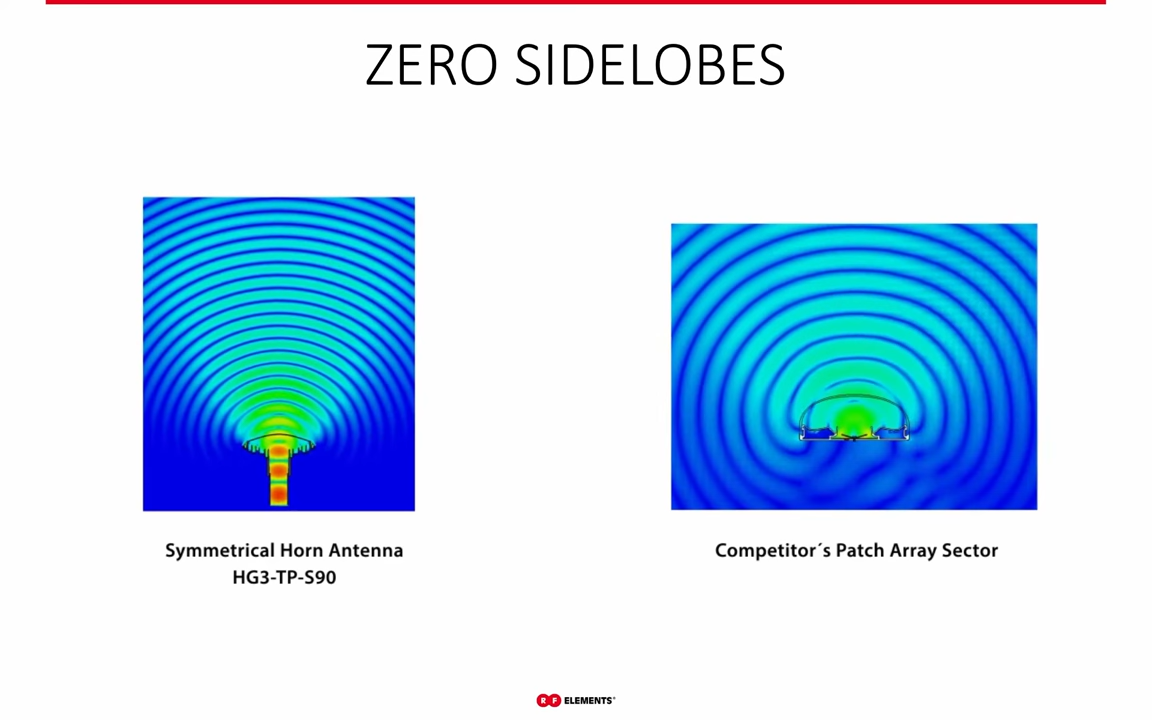 ZERO SIDELOBES
Symmetrical Horn Antenna
HG3-TP-S90
Competitor´s Patch Array Sector
RF ELEMENTS®